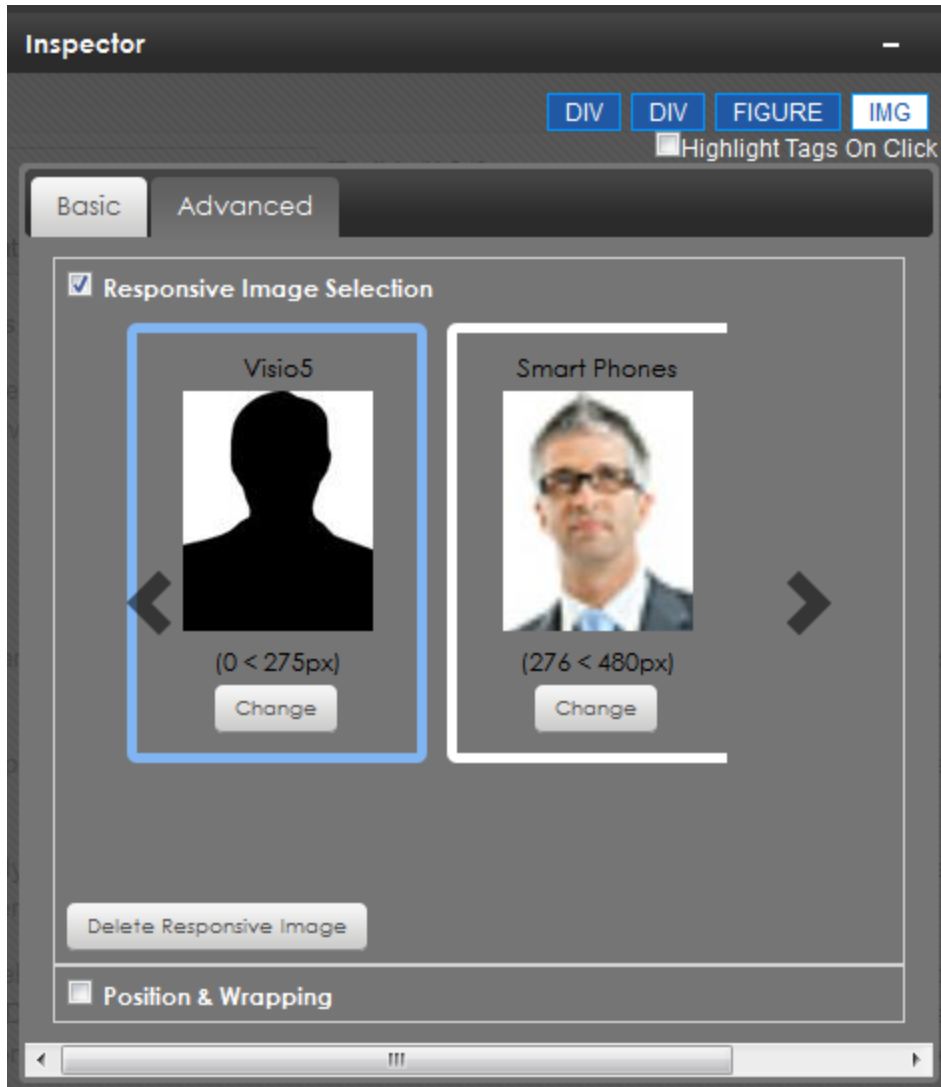 Inspector
DIV DIV FIGURE IMG
Highlight Tags On Click
Basic Advanced
Responsive Image Selection
Visio5 Smart Phones
(0 < 275px) (276 < 480px)
Change Change
Delete Responsive Image
Position & Wrapping